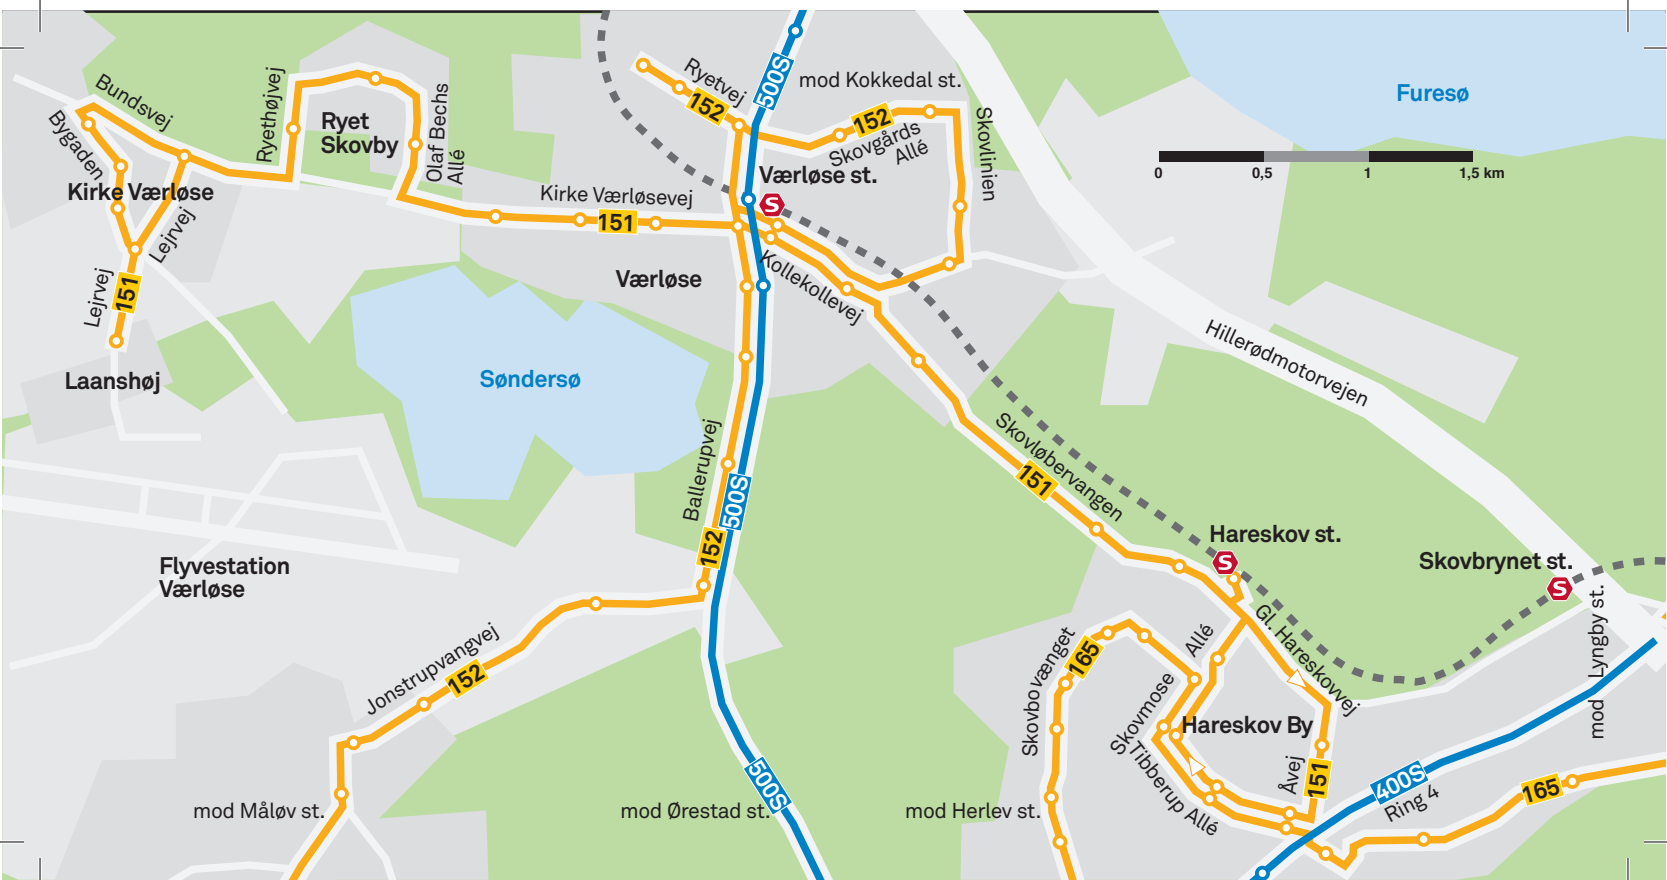 500S
Ryetvej
152
mod Kokkedal st.
152
Skovgårds
Allé
Skovlinien
Furesø
0
0,5
1
1,5 km
Bundsvej
Bygaden
Ryethøjvej
Ryet
Skovby
Olaf Bechs
Allé
Kirke Værløse
Lejrvej
Lejrvej
151
Kirke Værløsevej
151
Værløse st.
S
Værløse
Kollekollevej
Hillerødmotorvejen
Laanshøj
Søndersø
Ballerupvej
500S
152
Skovløbervangen
151
Hareskov st.
S
Skovbrynet st.
S
Flyvestation
Værløse
Jonstrupvangvej
152
mod Måløv st.
mod Ørestad st.
500S
mod Herlev st.
Skovbovænget
165
Allé
Skovmose
Gl. Hareskovvej
Hareskov By
Tibberup Allé
Åvej
151
400S
Ring 4
165
mod Lyngby st.